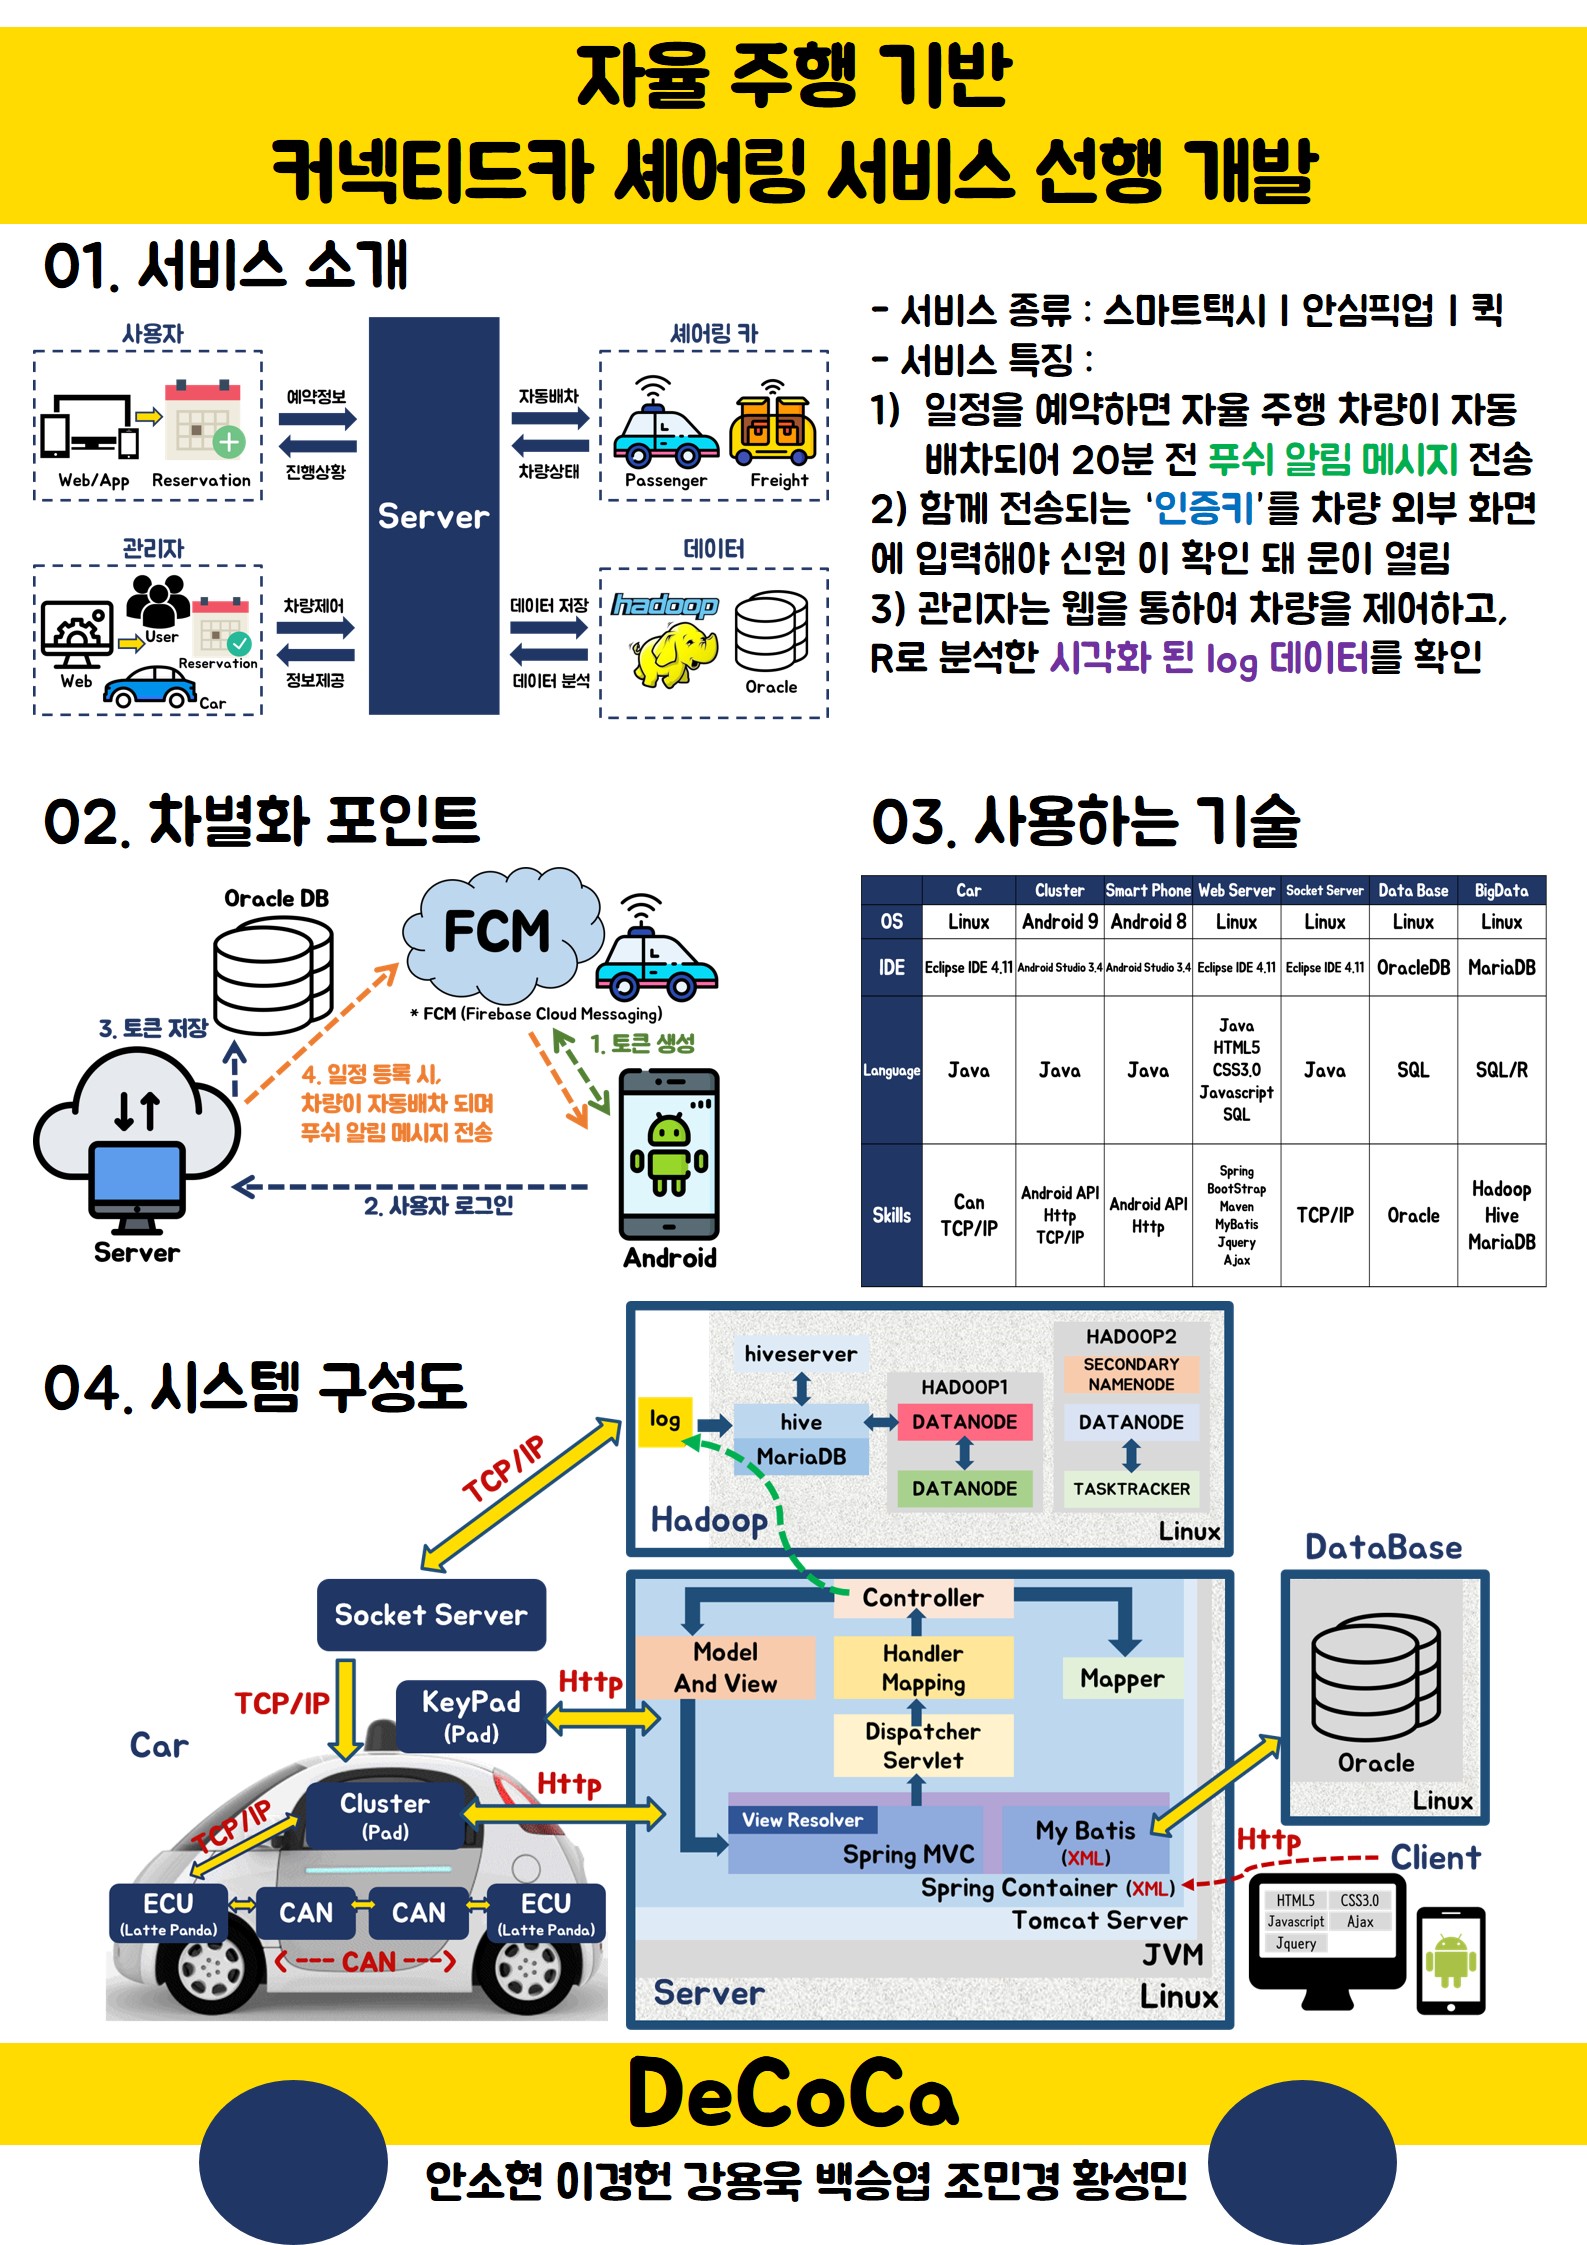 자율 주행 기반
커넥티드카 셰어링 서비스 선행 개발
01. 서비스 소개
사용자
Web/App
Reservation
예약정보
진행상황
관리자
User
Reservation
Web
Car
차량제어
정보제공
Server
자동배차
차량상태
셰어링 카
Passenger
Freight
데이터 저장
데이터 분석
데이터
hadoop
Oracle
- 서비스 종류 : 스마트택시 | 안심픽업 | 퀵
- 서비스 특징 :
1) 일정을 예약하면 자율 주행 차량이 자동
배차되어 20분 전 푸쉬 알림 메시지 전송
2) 함께 전송되는 '인증키'를 차량 외부 화면
에 입력해야 신원 이 확인 돼 문이 열림
3) 관리자는 웹을 통하여 차량을 제어하고,
R로 분석한 시각화 된 log 데이터를 확인
02. 차별화 포인트
Oracle DB
FCM
* FCM (Firebase Cloud Messaging)
3. 토큰 저장
1. 토큰 생성
4. 일정 등록 시,
차량이 자동배차 되며
푸쉬 알림 메시지 전송
2. 사용자 로그인
Server
Android
03. 사용하는 기술
Car Cluster Smart Phone Web Server Socket Server Data Base BigData
OS Linux Android 9 Android 8 Linux Linux Linux Linux
IDE Eclipse IDE 4.11 Android Studio 3.4 Android Studio 3.4 Eclipse IDE 4.11 Eclipse IDE 4.11 OracleDB MariaDB
Language Java Java Java
Java
HTML5
CSS3.0
Javascript
SQL
Java SQL SQL/R
Skills
Can
TCP/IP
Android API
Http
TCP/IP
Android API
Http
Spring
BootStrap
Maven
MyBatis
Jquery
Ajax
TCP/IP
Oracle
Hadoop
Hive
MariaDB
04. 시스템 구성도
hiveserver
log
hive
MariaDB
HADOOP1
DATANODE
DATANODE
HADOOP2
SECONDARY
NAMENODE
DATANODE
TASKTRACKER
Hadoop
Linux
TCP/IP
Socket Server
TCP/IP
KeyPad
(Pad)
Http
Car
Cluster
(Pad)
Http
TCP/IP
ECU
(Latte Panda)
CAN
CAN
ECU
(Latte Panda)
CAN
Controller
Model
And View
Handler
Mapping
Mapper
Dispatcher
Servlet
View Resolver
Spring MVC
My Batis
(XML)
Spring Container (XML)
Tomcat Server
JVM
Server
Linux
DataBase
Oracle
Linux
Http
Client
HTML5
CSS3.0
Javascript
Ajax
Jquery
DeCoCa
안소현 이경헌 강용욱 백승엽 조민경 황성민